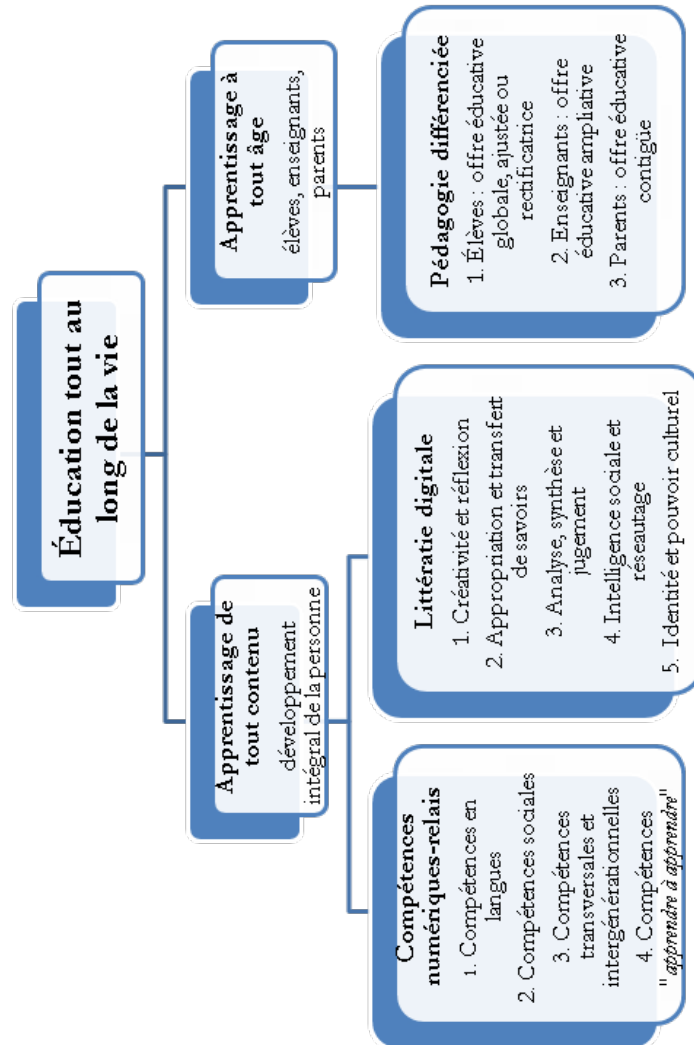 Éducation tout au
long de la vie
Apprentissage de
tout contenu
développement
intégral de la personne
Apprentissage à
tout âge
élèves, enseignants,
parents
Compétences
numériques-relais
1. Compétences en
langues
2. Compétences sociales
3. Compétences
transversales et
intergénérationnelles
4. Compétences
"apprendre à apprendre"
Littératie digitale
1. Créativité et réflexion
2. Appropriation et transfert
de savoirs
3. Analyse, synthèse et
jugement
4. Intelligence sociale et
réseautage
5. Identité et pouvoir culturel
Pédagogie différenciée
1. Élèves : offre éducative
globale, ajustée ou
rectificatrice
2. Enseignants : offre
éducative ampliative
3. Parents : offre éducative
contigüe